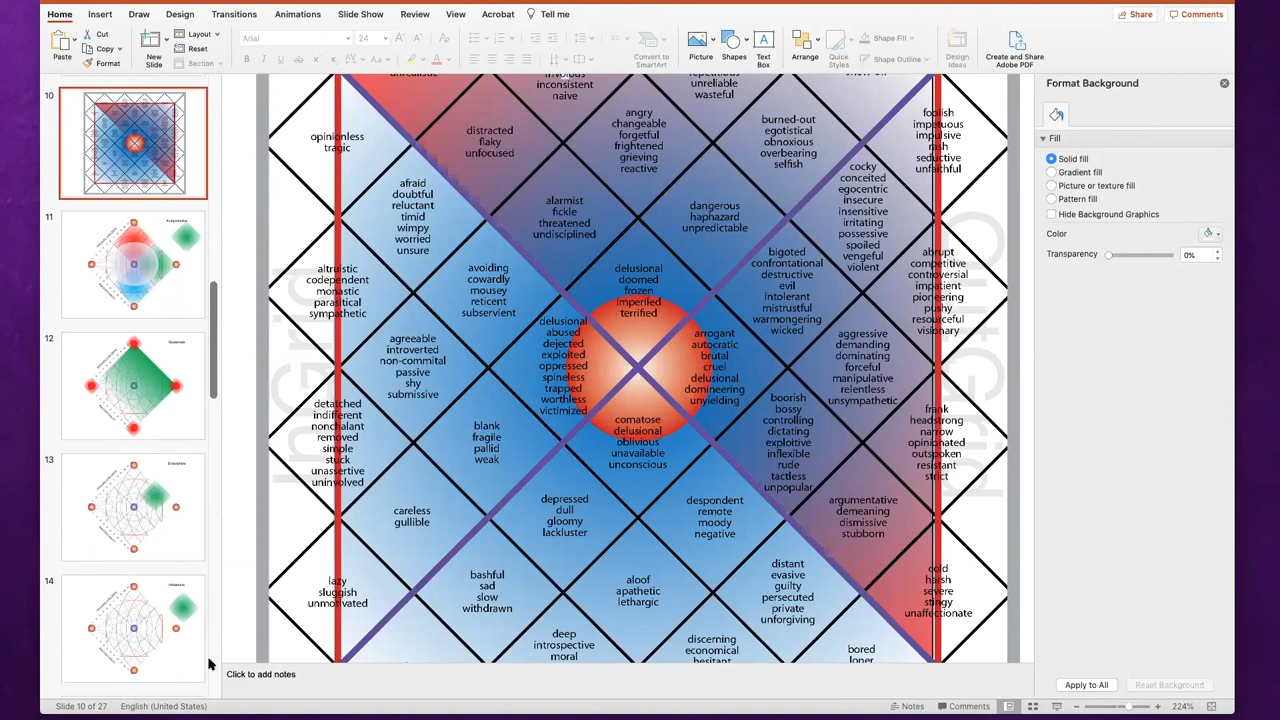 Home Insert Draw Design Transitions Animations Slide Show Review View Acrobat Tell me
Share Comments
Paste
Cut
Copy
Format
New Slide
Layout
Reset
Section
Arial 24
Convert to SmartArt
Picture
Shapes
Text Box
Arrange
Quick Styles
Shape Fill
Shape Outline
Design Ideas
Create and Share Adobe PDF
10
11
12
13
14
InGrid
OutGrid
inconsistent
naive
repetitious
unreliable
wasteful
opinionless
tragic
distracted
flaky
unfocused
angry
changeable
forgetful
frightened
grieving
reactive
burned-out
egotistical
obnoxious
overbearing
selfish
foolish
impetuous
impulsive
rash
seductive
unfaithful
afraid
doubtful
reluctant
timid
wimpy
worried
unsure
alarmist
fickle
threatened
undisciplined
dangerous
haphazard
unpredictable
cocky
conceited
egocentric
insecure
insensitive
irritating
possessive
spoiled
vengeful
violent
altruistic
codependent
monastic
parasitical
sympathetic
avoiding
cowardly
mousey
reticent
subservient
delusional
doomed
frozen
imperiled
terrified
bigoted
confrontational
destructive
evil
intolerant
mistrustful
warmongering
wicked
abrupt
competitive
controversial
impatient
pioneering
pushy
resourceful
visionary
agreeable
introverted
non-commital
passive
shy
submissive
delusional
abused
dejected
exploited
oppressed
spineless
trapped
worthless
victimized
arrogant
autocratic
brutal
cruel
delusional
domineering
unyielding
aggressive
demanding
dominating
forceful
manipulative
relentless
unsympathetic
detatched
indifferent
nonchalant
removed
simple
stuck
unassertive
uninvolved
blank
fragile
pallid
weak
comatose
delusional
oblivious
unavailable
unconscious
boorish
bossy
controlling
dictating
exploitive
inflexible
rude
tactless
unpopular
frank
headstrong
narrow
opinionated
outspoken
resistant
strict
careless
gullible
depressed
dull
gloomy
lackluster
despondent
remote
moody
negative
argumentative
demeaning
dismissive
stubborn
lazy
sluggish
unmotivated
bashful
sad
slow
withdrawn
aloof
apathetic
lethargic
distant
evasive
guilty
persecuted
private
unforgiving
cold
harsh
severe
stingy
unaffectionate
deep
introspective
moral
discerning
economical
hesitant
bored
loner
Format Background
Fill
Solid fill
Gradient fill
Picture or texture fill
Pattern fill
Hide Background Graphics
Color
Transparency 0%
Apply to All Reset Background
Click to add notes
Slide 10 of 27 English (United States) Notes Comments 224%